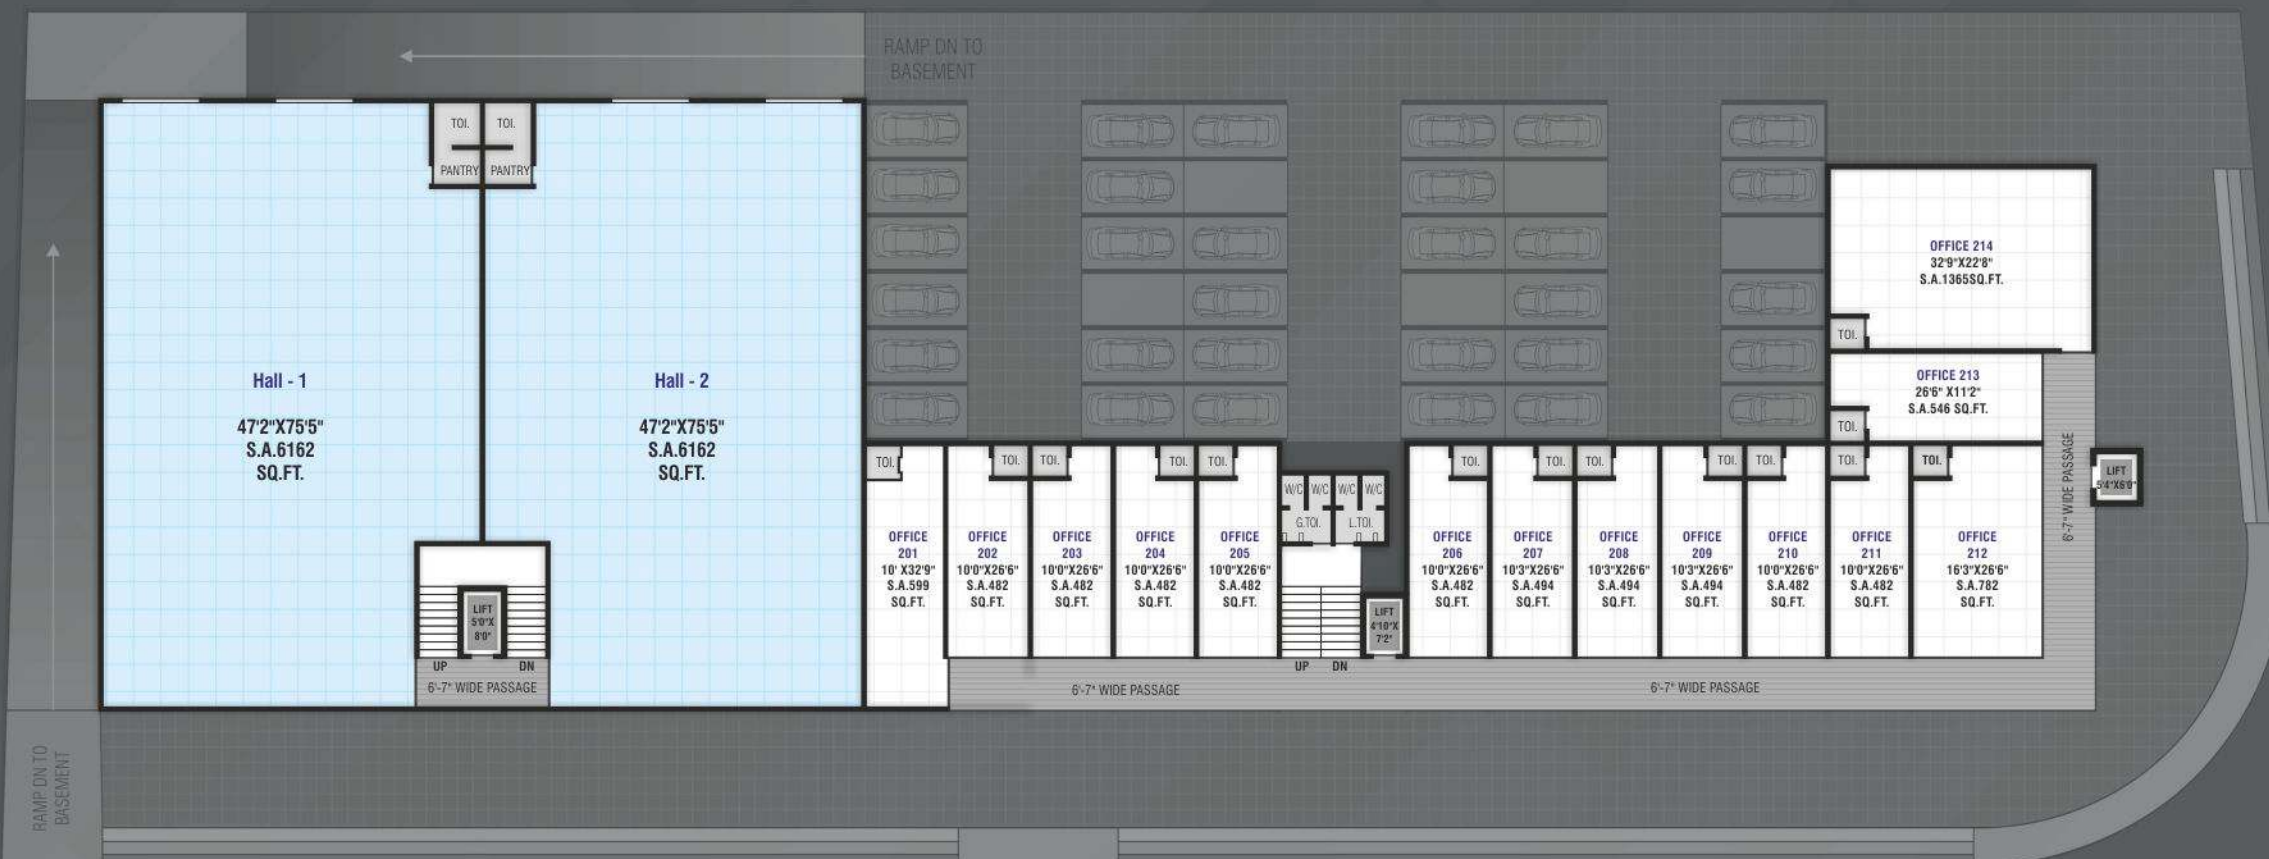 RAMP DN TO
BASEMENT
TOI.
TOI.
PANTRY
PANTRY
Hall - 1
47'2"X75'5"
S.A.6162
SQ.FT.
Hall - 2
47'2"X75'5"
S.A.6162
SQ.FT.
LIFT
5'0"X
8'0"
UP
DN
6'-7" WIDE PASSAGE
RAMP DN TO
BASEMENT
TOI.
OFFICE
201
10' X32'9"
S.A.599
SQ.FT.
TOI.
OFFICE
202
10'0"X26'6"
S.A.482
SQ.FT.
TOI.
OFFICE
203
10'0"X26'6"
S.A.482
SQ.FT.
TOI.
OFFICE
204
10'0"X26'6"
S.A.482
SQ.FT.
TOI.
OFFICE
205
10'0"X26'6"
S.A.482
SQ.FT.
W/C
W/C
W/C
W/C
G.TOI.
L.TOI.
UP
DN
LIFT
4'10"X
7'2"
TOI.
OFFICE
206
10'0"X26'6"
S.A.482
SQ.FT.
TOI.
OFFICE
207
10'3"X26'6"
S.A.494
SQ.FT.
TOI.
OFFICE
208
10'3"X26'6"
S.A.494
SQ.FT.
TOI.
OFFICE
209
10'3"X26'6"
S.A.494
SQ.FT.
TOI.
OFFICE
210
10'0"X26'6"
S.A.482
SQ.FT.
TOI.
OFFICE
211
10'0"X26'6"
S.A.482
SQ.FT.
TOI.
OFFICE
212
16'3"X26'6"
S.A.782
SQ.FT.
OFFICE 213
26'6" X11'2"
S.A.546 SQ.FT.
TOI.
OFFICE 214
32'9"X22'8"
S.A.1365SQ.FT.
TOI.
6'-7" WIDE PASSAGE
LIFT
5'4"X6'0"
6'-7" WIDE PASSAGE
6'-7" WIDE PASSAGE